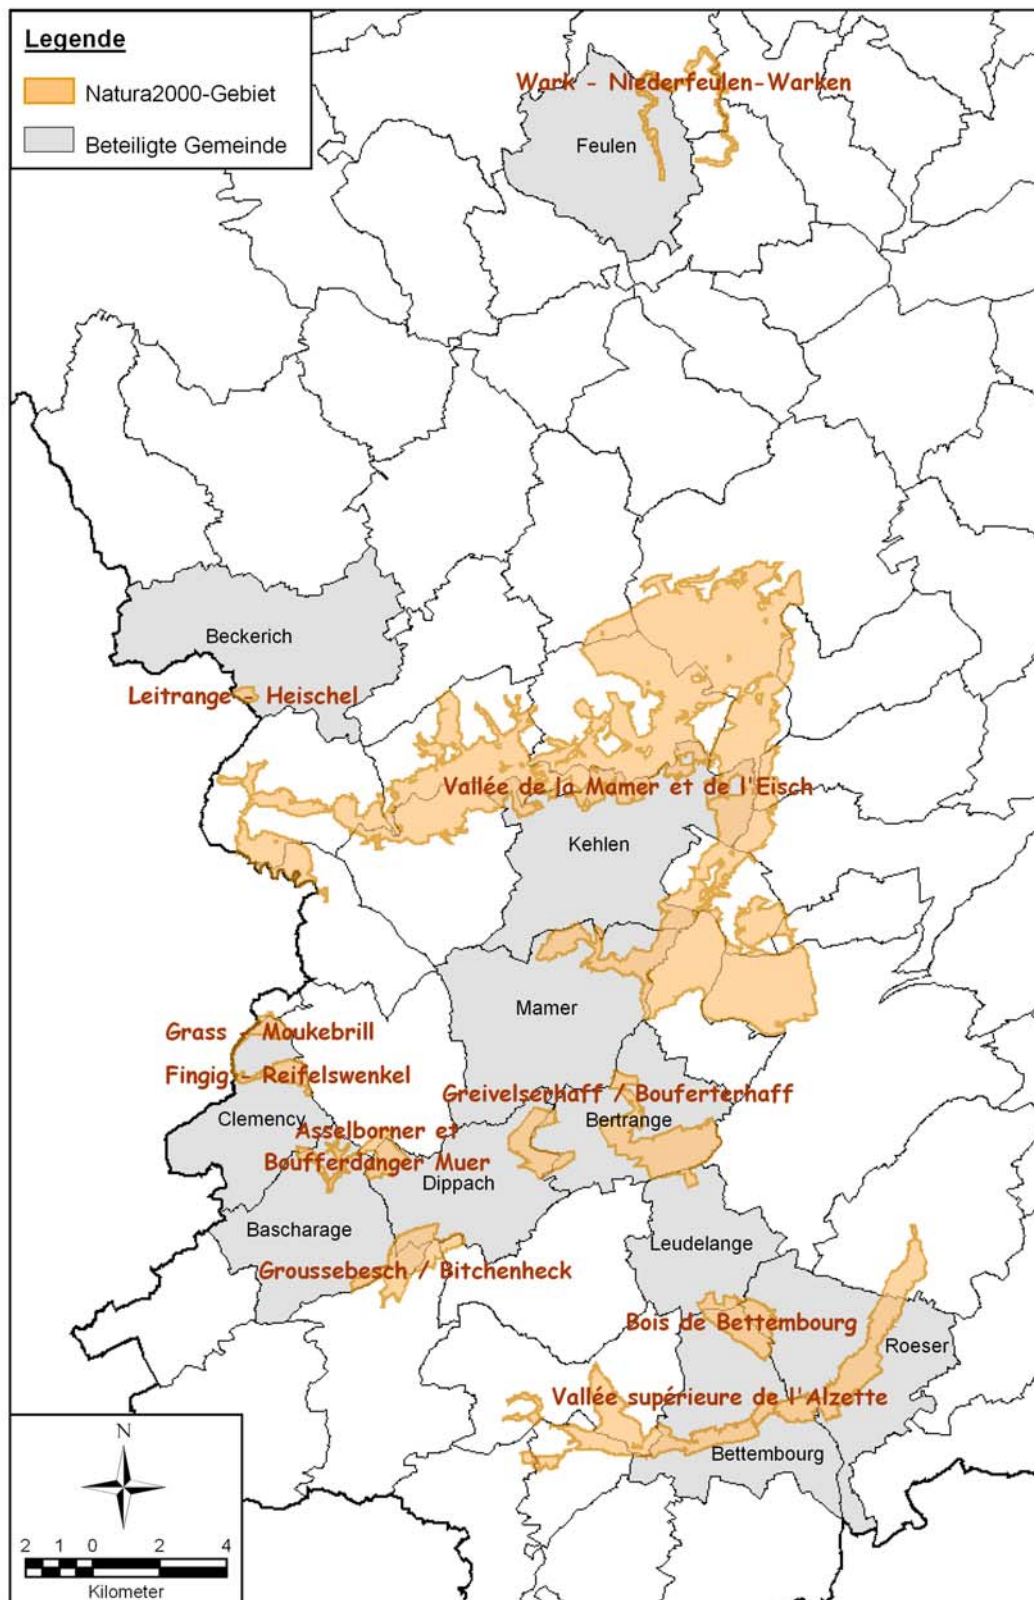 Legende
Natura2000-Gebiet
Beteiligte Gemeinde
Wark - Niederfeulen-Warken
Feulen
Beckerich
Leitrange - Heischel
Vallée de la Mamer et de l'Eisch
Kehlen
Mamer
Grass - Moukebrill
Fingig - Reifelswenkel
Greivelserhaff / Bouferterhaff
Clemency
Bertrange
Asselborner et
Boufferdanger Muer
Dippach
Bascharage
Leudelange
Groussebesch / Bitchenheck
Bois de Bettembourg
Roeser
Vallée supérieure de l'Alzette
Bettembourg
N
2 1 0 2 4
Kilometer